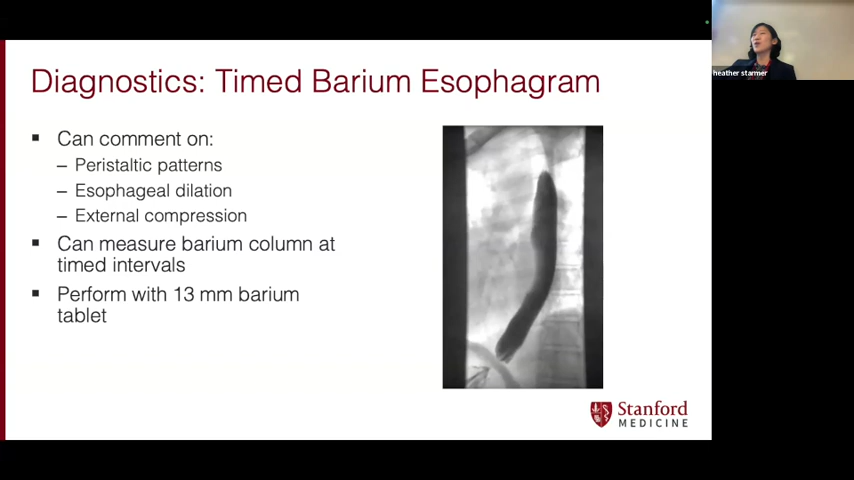 heather starmer
Diagnostics: Timed Barium Esophagram
▪ Can comment on:
– Peristaltic patterns
– Esophageal dilation
– External compression
▪ Can measure barium column at
timed intervals
▪ Perform with 13 mm barium
tablet
Stanford
MEDICINE